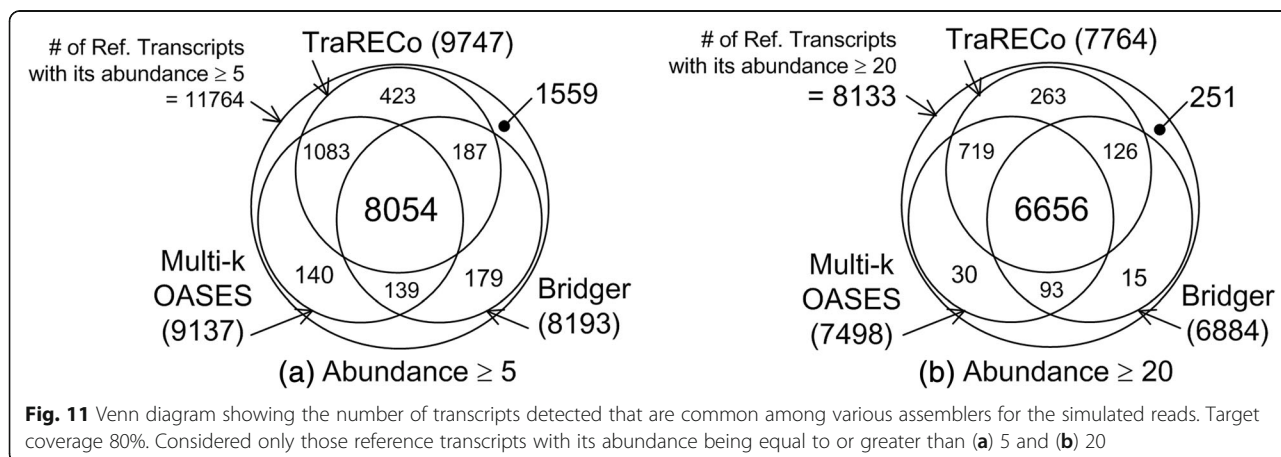 # of Ref. Transcripts
with its abundance ≥ 5
= 11764
TraRECo (9747)
1559
423
1083
187
8054
140
139
179
Multi-k
OASES
(9137)
Bridger
(8193)
(a) Abundance ≥ 5
# of Ref. Transcripts
with its abundance ≥ 20
= 8133
TraRECo (7764)
251
263
719
126
6656
30
93
15
Multi-k
OASES
(7498)
Bridger
(6884)
(b) Abundance ≥ 20
Fig. 11 Venn diagram showing the number of transcripts detected that are common among various assemblers for the simulated reads. Target
coverage 80%. Considered only those reference transcripts with its abundance being equal to or greater than (a) 5 and (b) 20